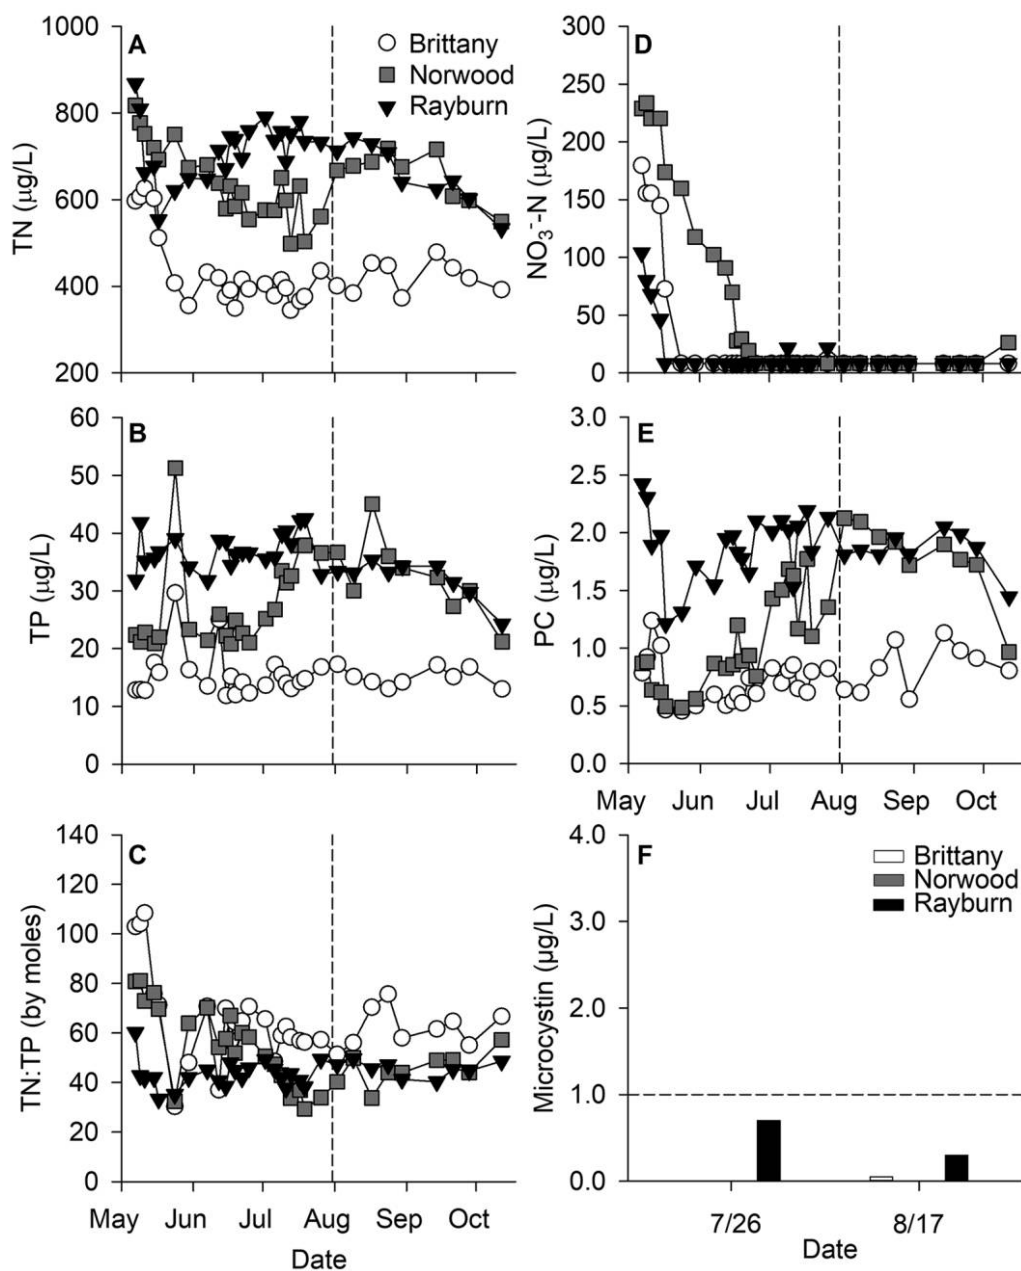 A
Brittany
Norwood
Rayburn
TN (µg/L)
1000
800
600
400
200
D
NO₃⁻-N (µg/L)
300
250
200
150
100
50
0
B
TP (µg/L)
60
50
40
30
20
10
0
E
PC (µg/L)
3.0
2.5
2.0
1.5
1.0
0.5
0.0
May Jun Jul Aug Sep Oct
C
TN:TP (by moles)
140
120
100
80
60
40
20
0
May Jun Jul Aug Sep Oct
Date
F
Brittany
Norwood
Rayburn
Microcystin (µg/L)
4.0
3.0
2.0
1.0
0.0
7/26 8/17
Date